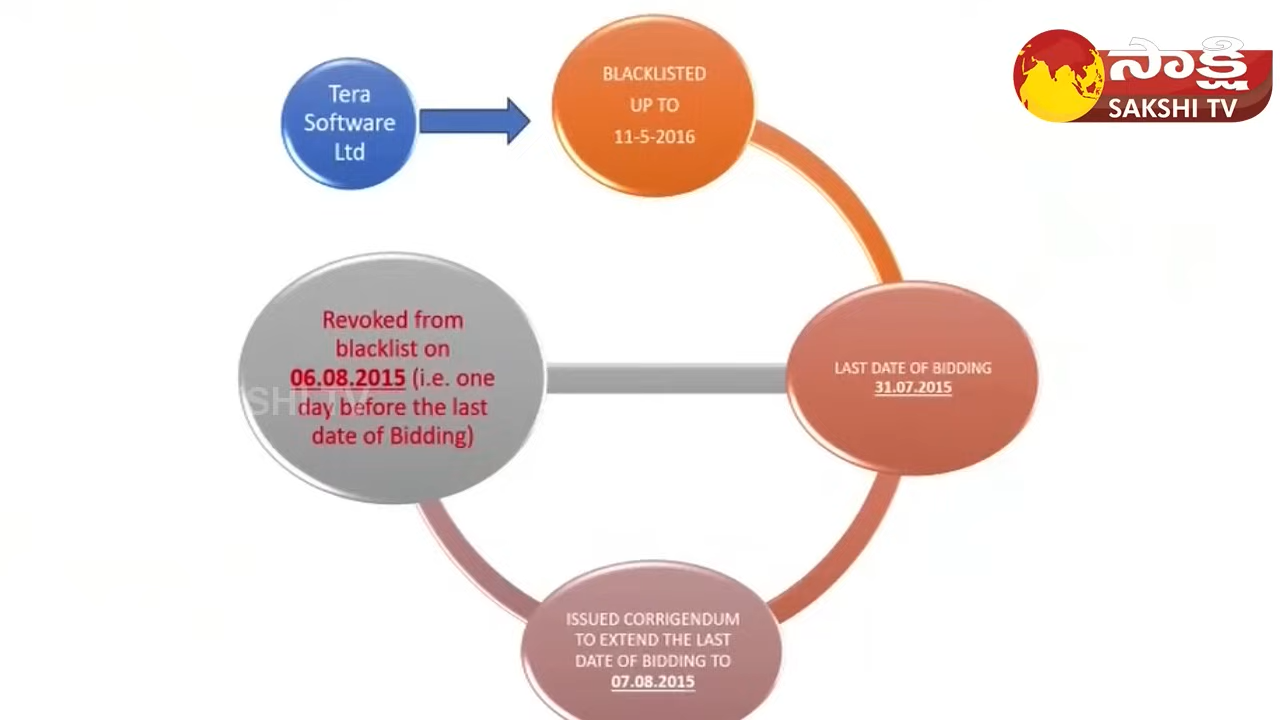 Tera
Software
Ltd
BLACKLISTED
UP TO
11-5-2016
సాక్షి
SAKSHI TV
LAST DATE OF BIDDING
31.07.2015
Revoked from
blacklist on
06.08.2015 (i.e. one
day before the last
date of Bidding)
SHI TV
ISSUED CORRIGENDUM
TO EXTEND THE LAST
DATE OF BIDDING TO
07.08.2015